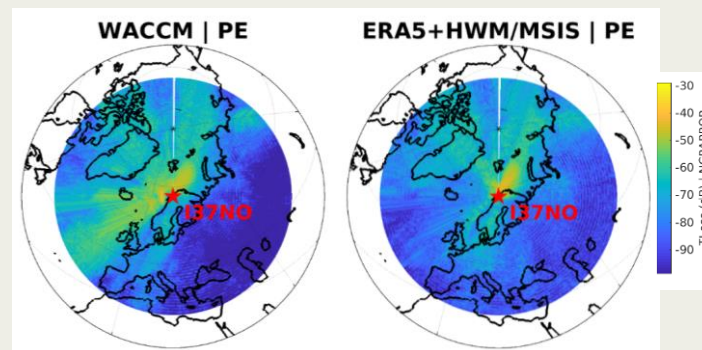 WACCM | PE
ERA5+HWM/MSIS | PE
I37NO
I37NO
-30
-40
-50
-60
-70
-80
-90